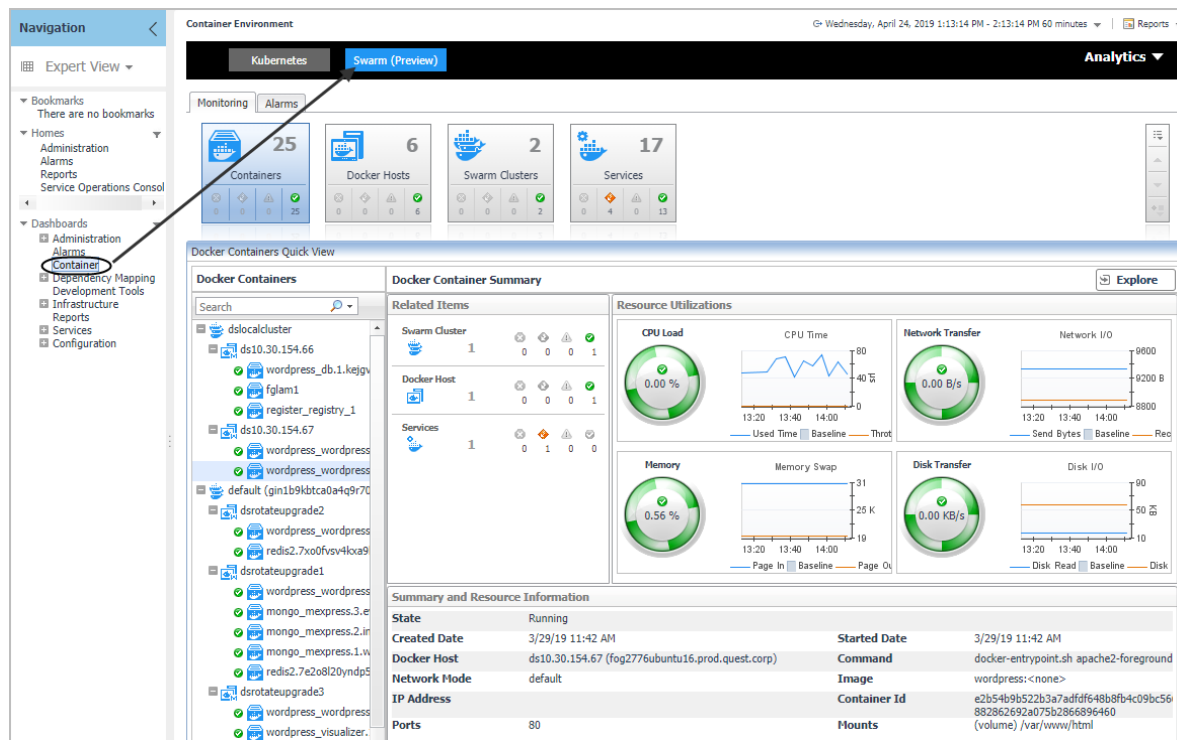 Navigation
Expert View
Bookmarks
There are no bookmarks
Homes
Administration
Alarms
Reports
Service Operations Consol
Dashboards
Administration
Alarms
Container
Dependency Mapping
Development Tools
Infrastructure
Reports
Services
Configuration
Container Environment
Wednesday, April 24, 2019 1:13:14 PM - 2:13:14 PM 60 minutes
Reports
Kubernetes
Swarm (Preview)
Analytics
Monitoring
Alarms
25
Containers
0 0 0 25
6
Docker Hosts
0 0 0 6
2
Swarm Clusters
0 0 0 2
17
Services
0 4 0 13
Docker Containers Quick View
Docker Containers
Search
dslocalcluster
ds10.30.154.66
wordpress_db.1.kejgv
fglam1
register_registry_1
ds10.30.154.67
wordpress_wordpress
wordpress_wordpress
default (gin1b9kbtca0a4q9r70
dsrotateupgrade2
wordpress_wordpress
redis2.7xo0fvsv4kxa9
dsrotateupgrade1
wordpress_wordpress
mongo_mexpress.3.e
mongo_mexpress.2.in
mongo_mexpress.1.w
redis2.7e2o8l20yndp5
dsrotateupgrade3
wordpress_wordpress
wordpress_visualizer.
Docker Container Summary
Explore
Related Items
Swarm Cluster
1
0 0 0 1
Docker Host
1
0 0 0 1
Services
1
0 1 0 0
Resource Utilizations
CPU Load
0.00 %
CPU Time
80
40
0
µs
13:20 13:40 14:00
Used Time Baseline Throt
Network Transfer
0.00 B/s
Network I/O
9600
9200
8800
B
13:20 13:40 14:00
Send Bytes Baseline Rec
Memory
0.56 %
Memory Swap
31
25
19
K
13:20 13:40 14:00
Page In Baseline Page Ou
Disk Transfer
0.00 KB/s
Disk I/O
90
50
10
KB
13:20 13:40 14:00
Disk Read Baseline Disk
Summary and Resource Information
State Running
Created Date 3/29/19 11:42 AM Started Date 3/29/19 11:42 AM
Docker Host ds10.30.154.67 (fog2776ubuntu16.prod.quest.corp) Command docker-entrypoint.sh apache2-foreground
Network Mode default Image wordpress:<none>
IP Address Container Id e2b54b9b522b3a7adfdf648b8fb4c09bc56
882862692a075b2866896460
Ports 80 Mounts (volume) /var/www/html